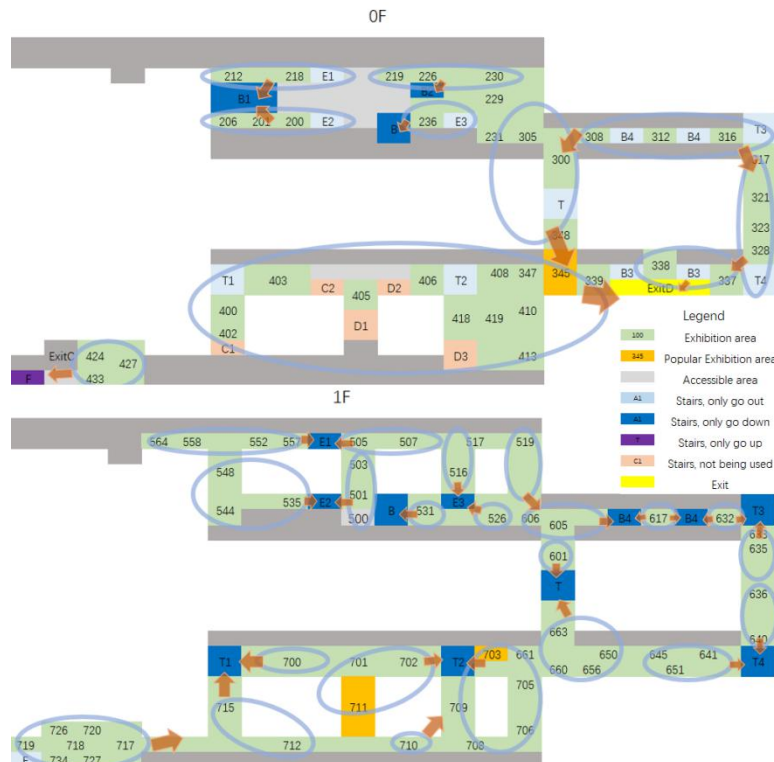 0F
212 218 E1 219 226 230
B1 B2 229
206 201 200 E2 B 236 E3
231 305 308 B4 312 B4 316 T3
300 317
321
T 323
348 328
T1 403 406 T2 408 347 345 339 B3 338 B3 337 T4
C2 405 D2 ExitD
400 418 419 410
402 D1
C1 D3 413
ExitC 424 427
F 433
Legend
100 Exhibition area
345 Popular Exhibition area
Accessible area
A1 Stairs, only go out
A1 Stairs, only go down
T Stairs, only go up
C1 Stairs, not being used
Exit
1F
564 558 552 557 E1 505 507 517 519
548 503 516
535 E2 501 E3
544 500 B 531 526 606 605 B4 617 B4 632 T3
635
601
T 636
663 640
T1 700 701 702 T2 703 661 660 656 650 645 651 641 T4
705
715 711 709 706
712 710 708
726 720
719 718 717
F 734 727